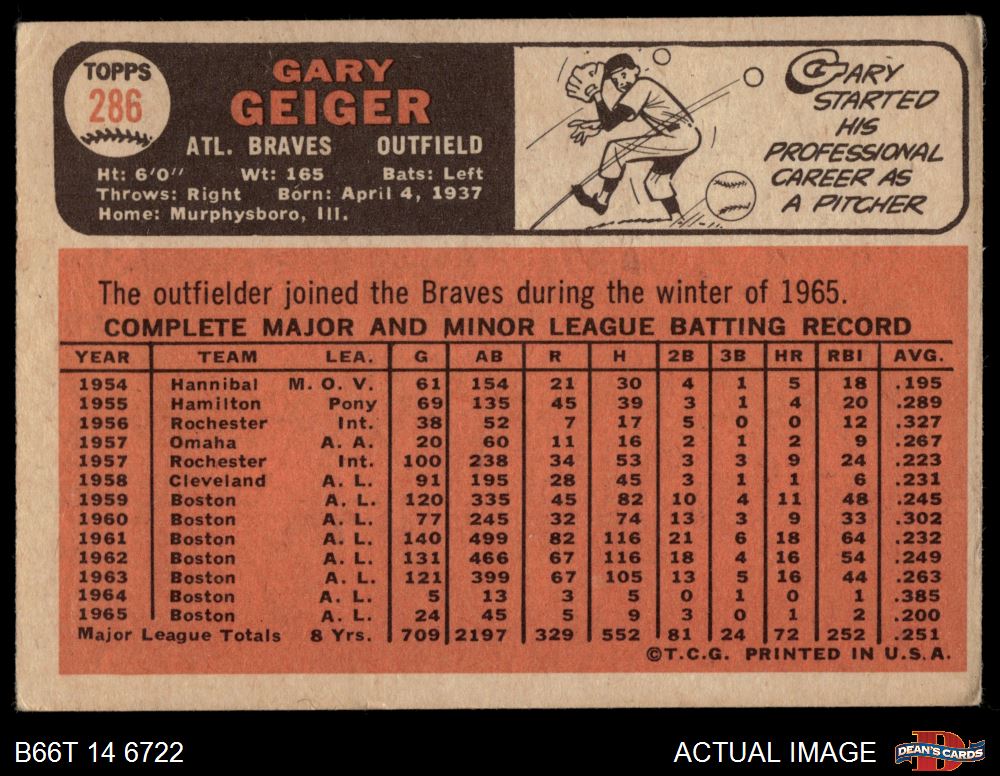 TOPPS
286
GARY
GEIGER
ATL. BRAVES OUTFIELD
Ht: 6'0" Wt: 165 Bats: Left
Throws: Right Born: April 4, 1937
Home: Murphysboro, Ill.
GARY
STARTED
HIS
PROFESSIONAL
CAREER AS
A PITCHER
The outfielder joined the Braves during the winter of 1965.
COMPLETE MAJOR AND MINOR LEAGUE BATTING RECORD
YEAR TEAM LEA. G AB R H 2B 3B HR RBI AVG.
1954 Hannibal M. O. V. 61 154 21 30 4 1 5 18 .195
1955 Hamilton Pony 69 135 45 39 3 1 4 20 .289
1956 Rochester Int. 38 52 7 17 5 0 0 12 .327
1957 Omaha A. A. 20 60 11 16 2 1 2 9 .267
1957 Rochester Int. 100 238 34 53 3 3 9 24 .223
1958 Cleveland A. L. 91 195 28 45 3 1 1 6 .231
1959 Boston A. L. 120 335 45 82 10 4 11 48 .245
1960 Boston A. L. 77 245 32 74 13 3 9 33 .302
1961 Boston A. L. 140 499 82 116 21 6 18 64 .232
1962 Boston A. L. 131 466 67 116 18 4 16 54 .249
1963 Boston A. L. 121 399 67 105 13 5 16 44 .263
1964 Boston A. L. 5 13 3 5 0 1 0 1 .385
1965 Boston A. L. 24 45 5 9 3 0 1 2 .200
Major League Totals 8 Yrs. 709 2197 329 552 81 24 72 252 .251
©T.C.G. PRINTED IN U.S.A.
B66T 14 6722
ACTUAL IMAGE
DEAN'S CARDS